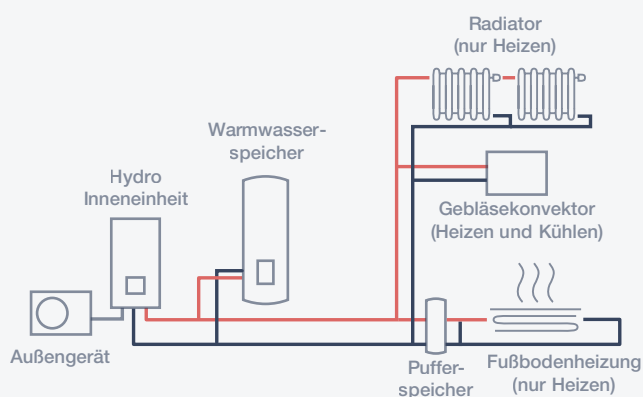 Radiator
(nur Heizen)
Warmwasser-
speicher
Hydro
Inneneinheit
Gebläsekonvektor
(Heizen und Kühlen)
Außengerät
Puffer-
speicher
Fußbodenheizung
(nur Heizen)